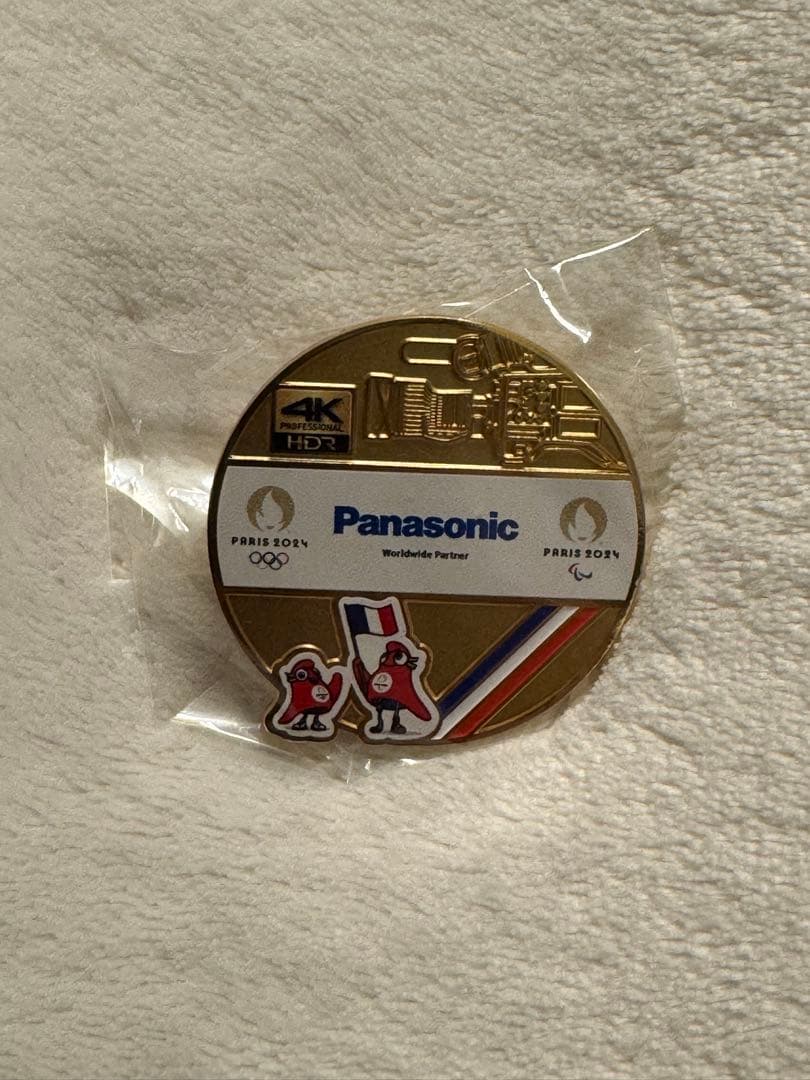 4K
PROFESSIONAL
HDR
PARIS 2024
Panasonic
Worldwide Partner
PARIS 2024